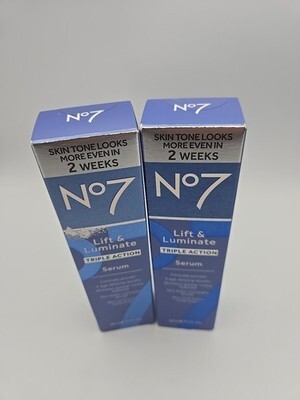 No7
SKIN TONE LOOKS
MORE EVEN IN
2 WEEKS
No7
Lift &
Luminate
TRIPLE ACTION
Serum
No7
SKIN TONE LOOKS
MORE EVEN IN
2 WEEKS
No7
Lift &
Luminate
TRIPLE ACTION
Serum